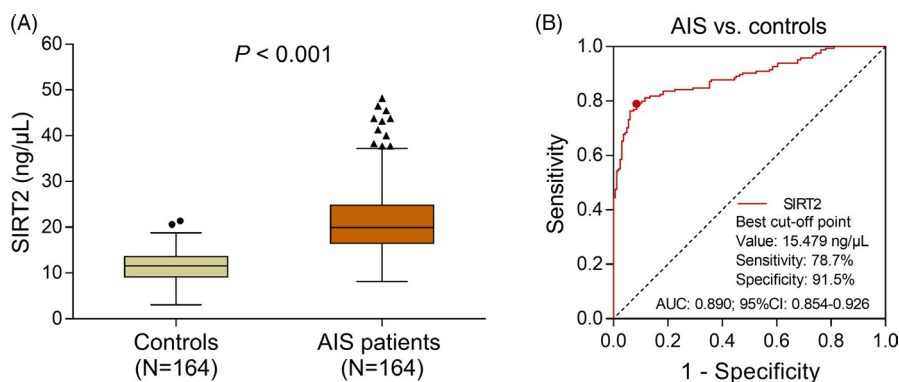 (A)
P < 0.001
SIRT2 (ng/μL)
60
50
40
30
20
10
0
Controls
(N=164)
AIS patients
(N=164)
(B)
AIS vs. controls
Sensitivity
1.0
0.8
0.6
0.4
0.2
0.0
SIRT2
Best cut-off point
Value: 15.479 ng/μL
Sensitivity: 78.7%
Specificity: 91.5%
AUC: 0.890; 95%CI: 0.854-0.926
0.0 0.2 0.4 0.6 0.8 1.0
1 - Specificity